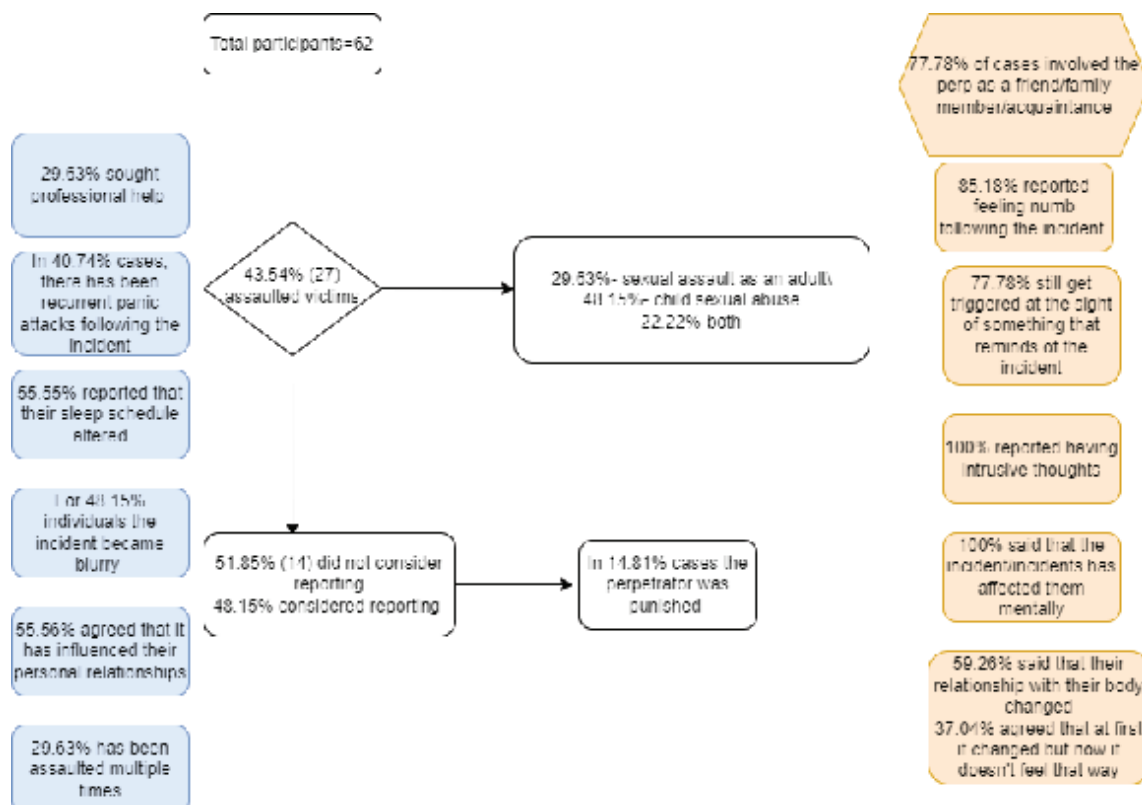 Total participants=62
77.78% of cases involved the
perp as a friend/family
member/acquaintance
29.63% sought
professional help
85.18% reported
feeling numb
following the incident
In 40.74% cases,
there has been
recurrent panic
attacks following the
incident
43.54% (27)
assaulted victims
29.63%- sexual assault as an adult\
48.15%- child sexual abuse
22.22% both
77.78% still get
triggered at the sight
of something that
reminds of the
incident
55.55% reported that
their sleep schedule
altered
100% reported having
intrusive thoughts
For 48.15%
individuals the
incident became
blurry
51.85% (14) did not consider
reporting
48.15% considered reporting
In 14.81% cases the
perpetrator was
punished
100% said that the
incident/incidents has
affected them
mentally
55.56% agreed that it
has influenced their
personal relationships
59.26% said that their
relationship with their body
changed
37.04% agreed that at first
it changed but now it
doesn't feel that way
29.63% has been
assaulted multiple
times